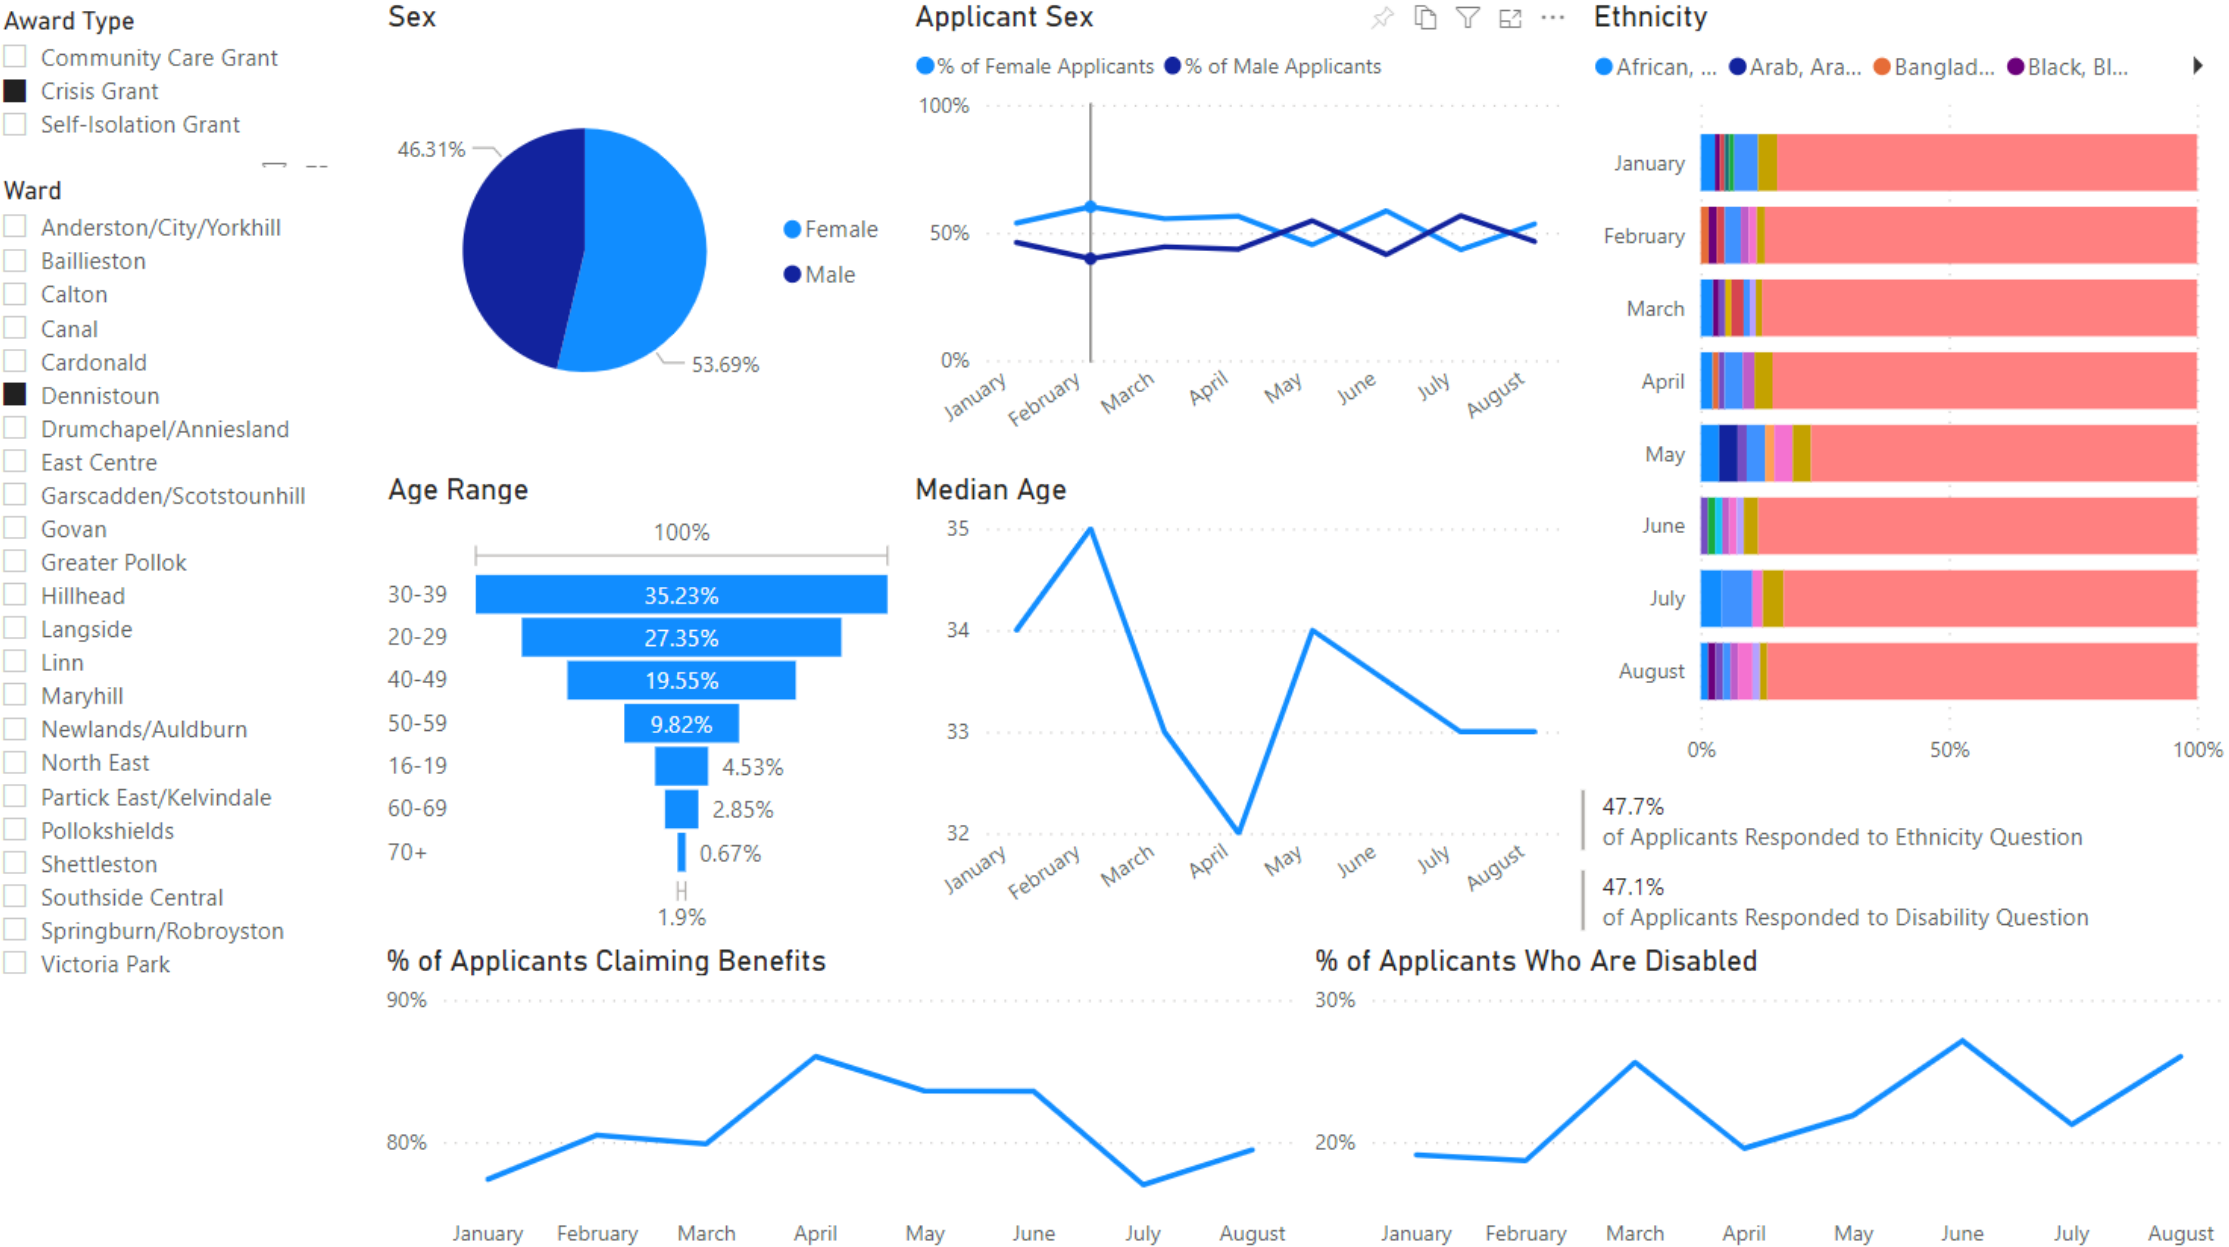 Award Type
Community Care Grant
Crisis Grant
Self-Isolation Grant
Ward
Anderston/City/Yorkhill
Baillieston
Calton
Canal
Cardonald
Dennistoun
Drumchapel/Anniesland
East Centre
Garscadden/Scotstounhill
Govan
Greater Pollok
Hillhead
Langside
Linn
Maryhill
Newlands/Auldburn
North East
Partick East/Kelvindale
Pollokshields
Shettleston
Southside Central
Springburn/Robroyston
Victoria Park
Sex
46.31%
53.69%
Female
Male
Applicant Sex
% of Female Applicants % of Male Applicants
100%
50%
0%
January February March April May June July August
Ethnicity
African, ... Arab, Ara... Banglad... Black, Bl...
January
February
March
April
May
June
July
August
0% 50% 100%
Age Range
100%
30-39 35.23%
20-29 27.35%
40-49 19.55%
50-59 9.82%
16-19 4.53%
60-69 2.85%
70+ 0.67%
1.9%
Median Age
35
34
33
32
January February March April May June July August
47.7%
of Applicants Responded to Ethnicity Question
47.1%
of Applicants Responded to Disability Question
% of Applicants Claiming Benefits
90%
80%
January February March April May June July August
% of Applicants Who Are Disabled
30%
20%
January February March April May June July August